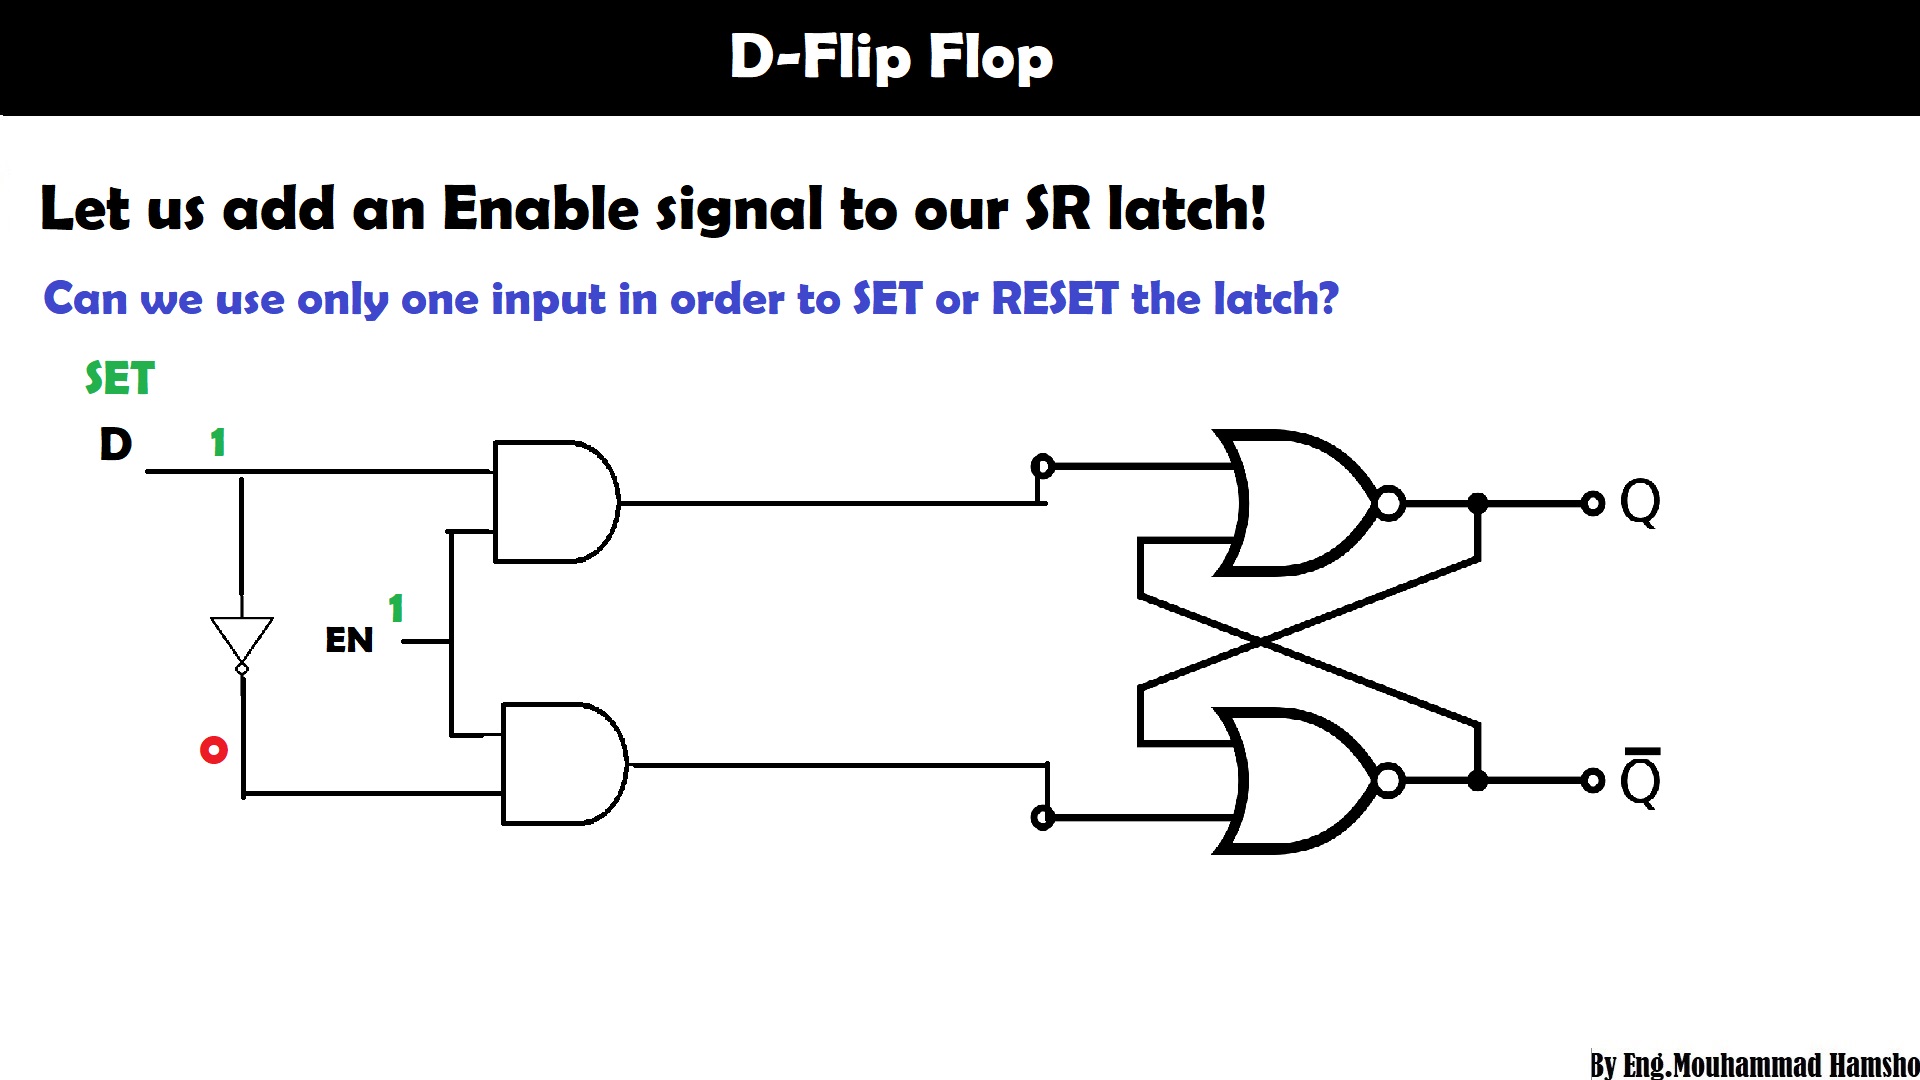 D-Flip Flop
Let us add an Enable signal to our SR latch!
Can we use only one input in order to SET or RESET the latch?
SET
D 1
Q
1
EN
0
Q̅
By Eng.Mouhammad Hamsho